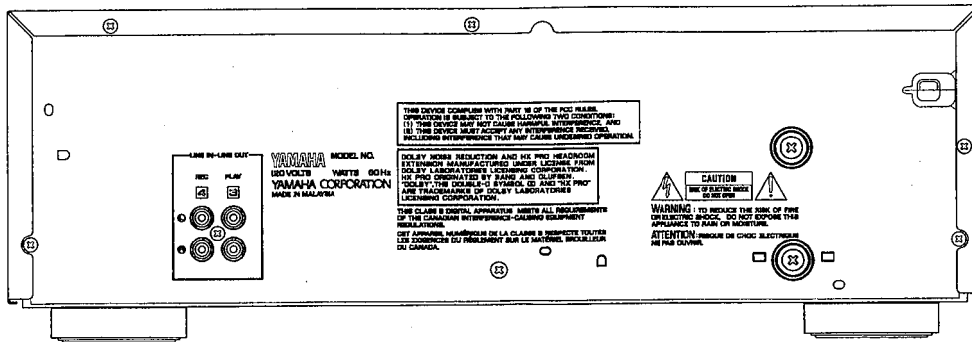 THIS DEVICE COMPLIES WITH PART 15 OF THE FCC RULES.
OPERATION IS SUBJECT TO THE FOLLOWING TWO CONDITIONS:
(1) THIS DEVICE MAY NOT CAUSE HARMFUL INTERFERENCE, AND
(2) THIS DEVICE MUST ACCEPT ANY INTERFERENCE RECEIVED,
INCLUDING INTERFERENCE THAT MAY CAUSE UNDESIRED OPERATION.
LINE IN LINE OUT
REC PLAY
4 3
YAMAHA MODEL NO.
120 VOLTS WATTS 60Hz
YAMAHA CORPORATION
MADE IN MALAYSIA
DOLBY NOISE REDUCTION AND HX PRO HEADROOM
EXTENSION MANUFACTURED UNDER LICENSE FROM
DOLBY LABORATORIES LICENSING CORPORATION.
HX PRO ORIGINATED BY BANG AND OLUFSEN.
"DOLBY", THE DOUBLE-D SYMBOL AND "HX PRO"
ARE TRADEMARKS OF DOLBY LABORATORIES
LICENSING CORPORATION.
THIS CLASS B DIGITAL APPARATUS MEETS ALL REQUIREMENTS
OF THE CANADIAN INTERFERENCE-CAUSING EQUIPMENT
REGULATIONS.
CET APPAREIL NUMÉRIQUE DE LA CLASSE B RESPECTE TOUTES
LES EXIGENCES DU RÈGLEMENT SUR LE MATÉRIEL BROUILLEUR
DU CANADA.
CAUTION
RISK OF ELECTRIC SHOCK
DO NOT OPEN
WARNING : TO REDUCE THE RISK OF FIRE
OR ELECTRIC SHOCK, DO NOT EXPOSE THIS
APPLIANCE TO RAIN OR MOISTURE.
ATTENTION : RISQUE DE CHOC ELECTRIQUE
NE PAS OUVRIR.